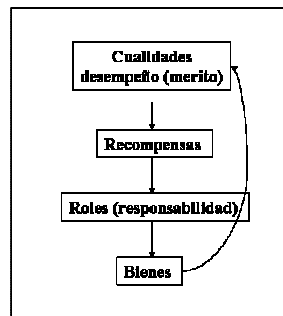 Cualidades
desempeño (merito)
Recompensas
Roles (responsabilidad)
Bienes